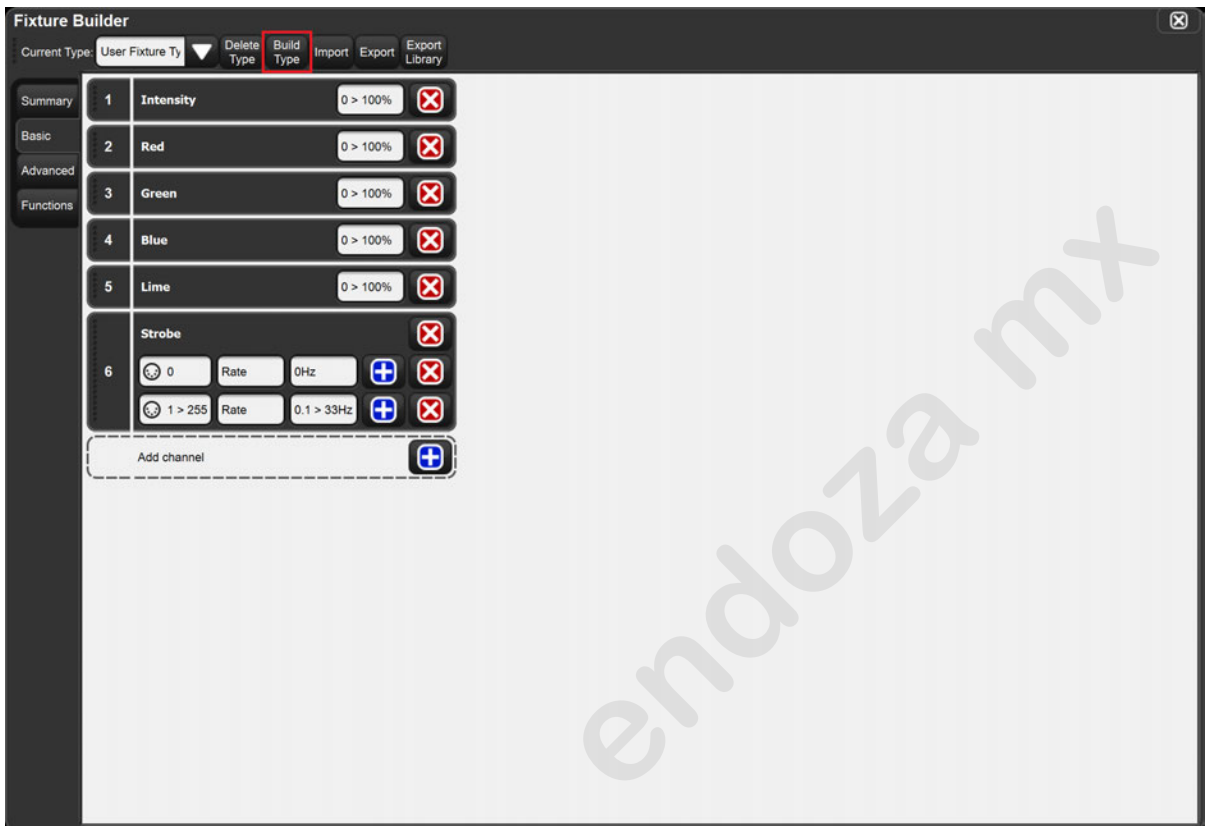 Fixture Builder
Current Type: User Fixture Ty Delete Type Build Type Import Export Export Library
Summary
Basic
Advanced
Functions
1 Intensity 0 > 100%
2 Red 0 > 100%
3 Green 0 > 100%
4 Blue 0 > 100%
5 Lime 0 > 100%
Strobe
6 0 Rate 0Hz
1 > 255 Rate 0.1 > 33Hz
Add channel
endoza mx